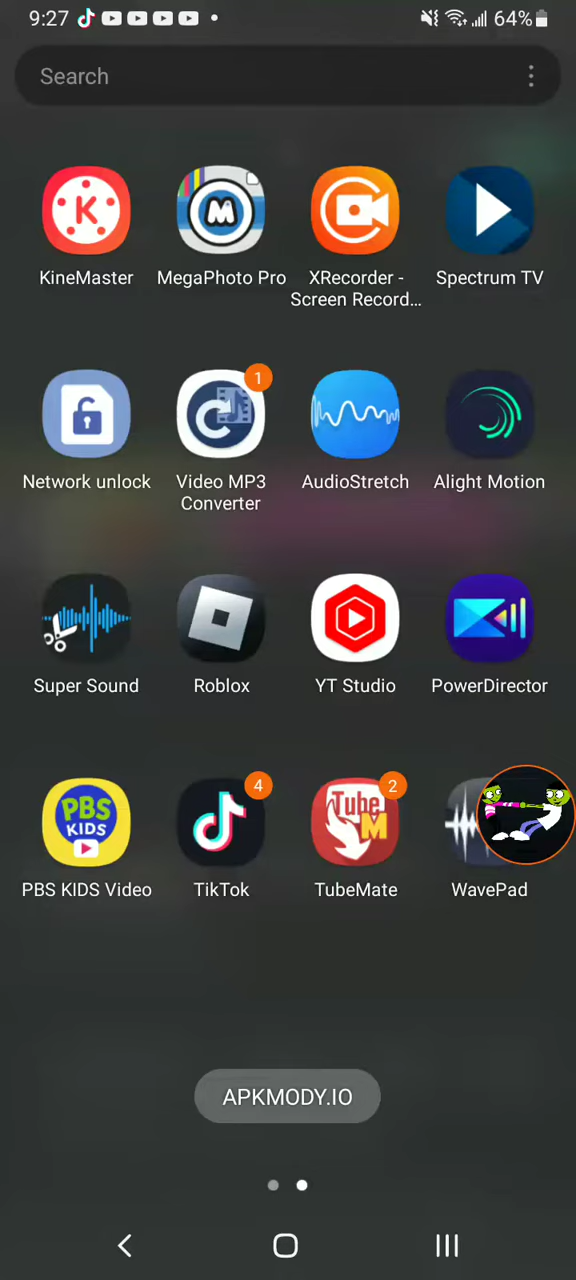 9:27
64%
Search
K
M
KineMaster
MegaPhoto Pro
XRecorder -
Screen Record...
Spectrum TV
1
Network unlock
Video MP3
Converter
AudioStretch
Alight Motion
Super Sound
Roblox
YT Studio
PowerDirector
4
2
PBS
KIDS
Tube
M
PBS KIDS Video
TikTok
TubeMate
WavePad
APKMODY.IO